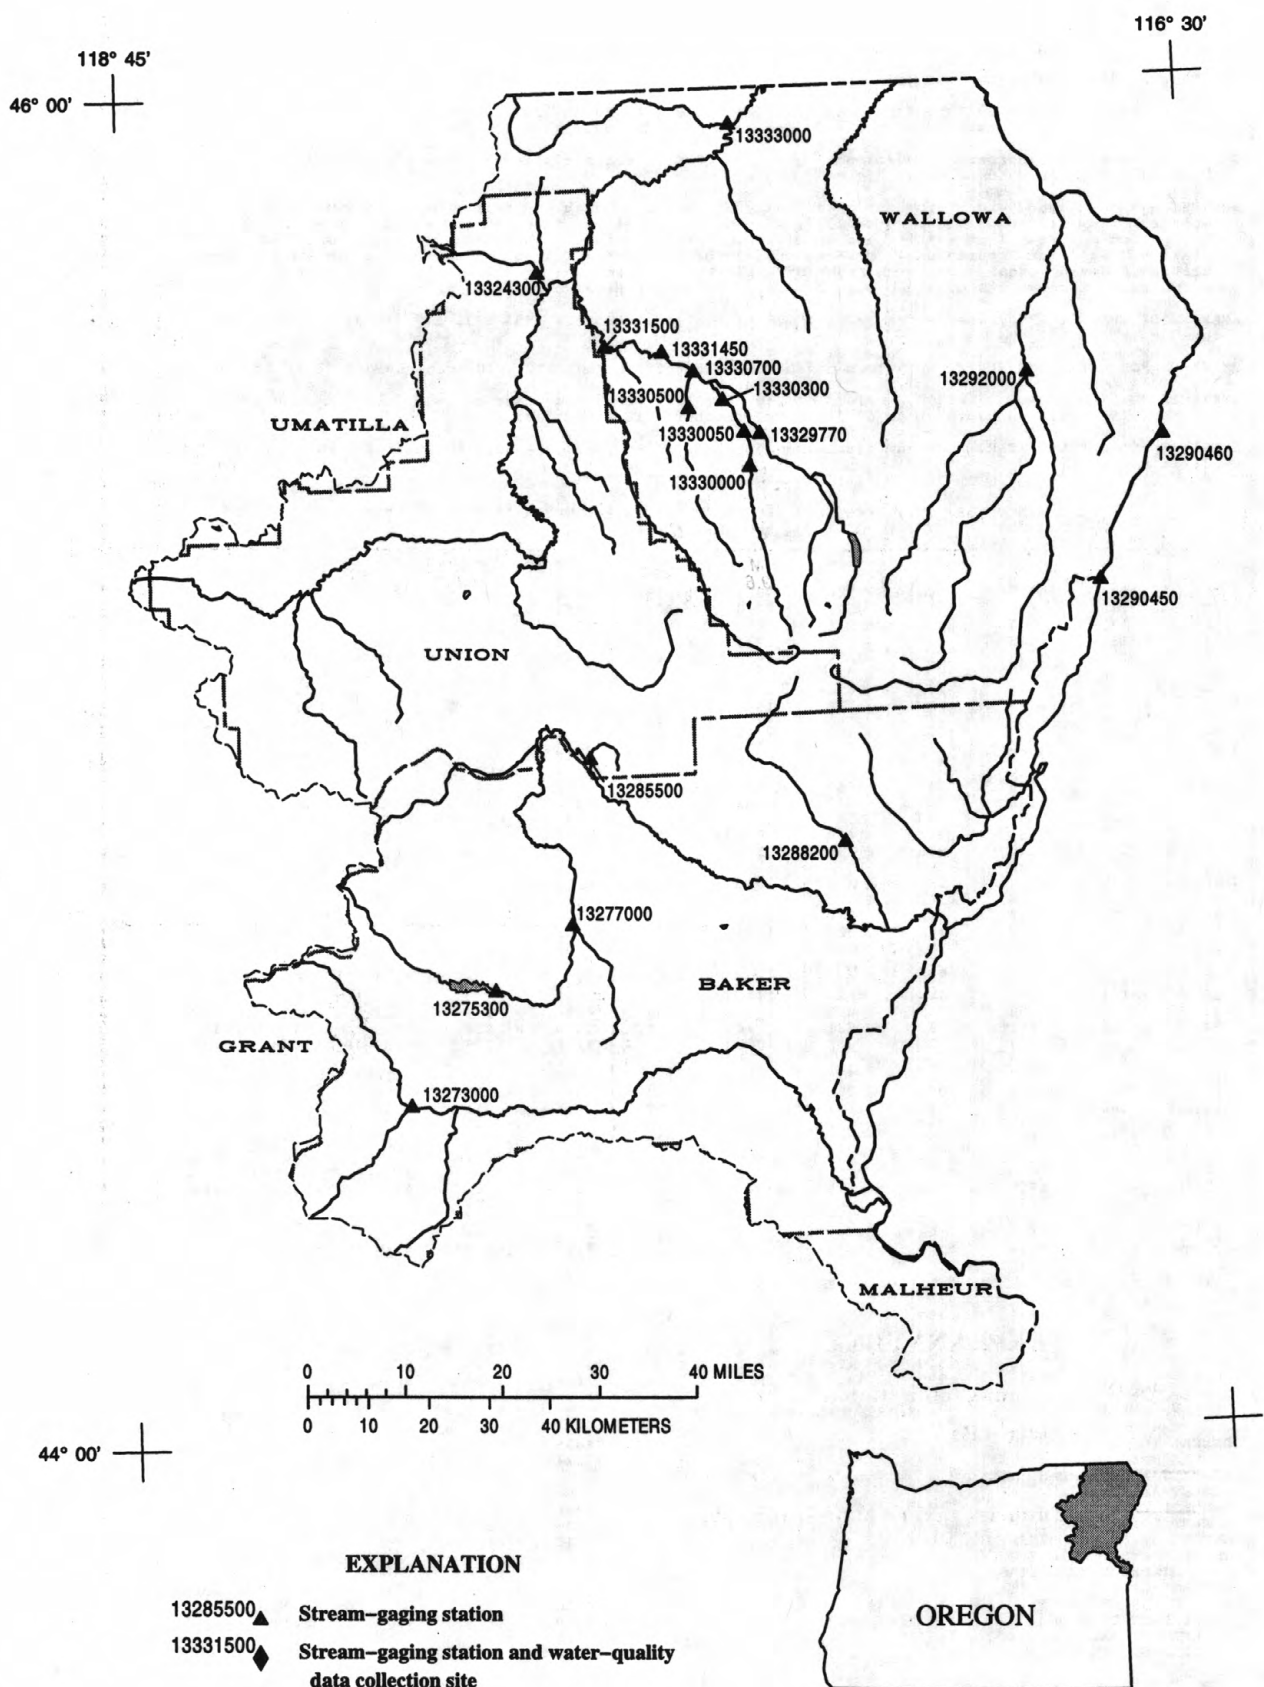 116° 30'
118° 45'
46° 00'
13333000
WALLOWA
13324300
13331500
13331450
13330700
13292000
13330300
13330500
UMATILLA
13330050
13329770
13290460
13330000
13290450
UNION
13285500
13288200
13277000
BAKER
13275300
GRANT
13273000
MALHEUR
0 10 20 30 40 MILES
0 10 20 30 40 KILOMETERS
44° 00'
EXPLANATION
13285500 Stream–gaging station
13331500 Stream–gaging station and water–quality
data collection site
OREGON